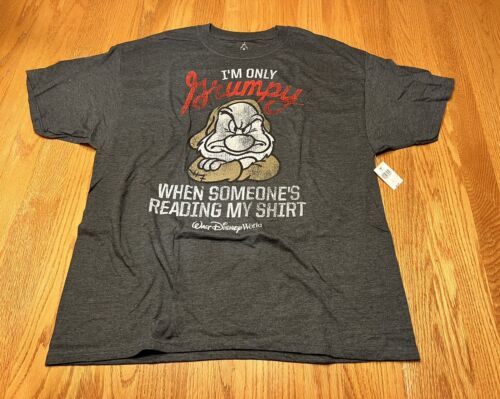 I'M ONLY
Grumpy
WHEN SOMEONE'S
READING MY SHIRT
Walt Disney World